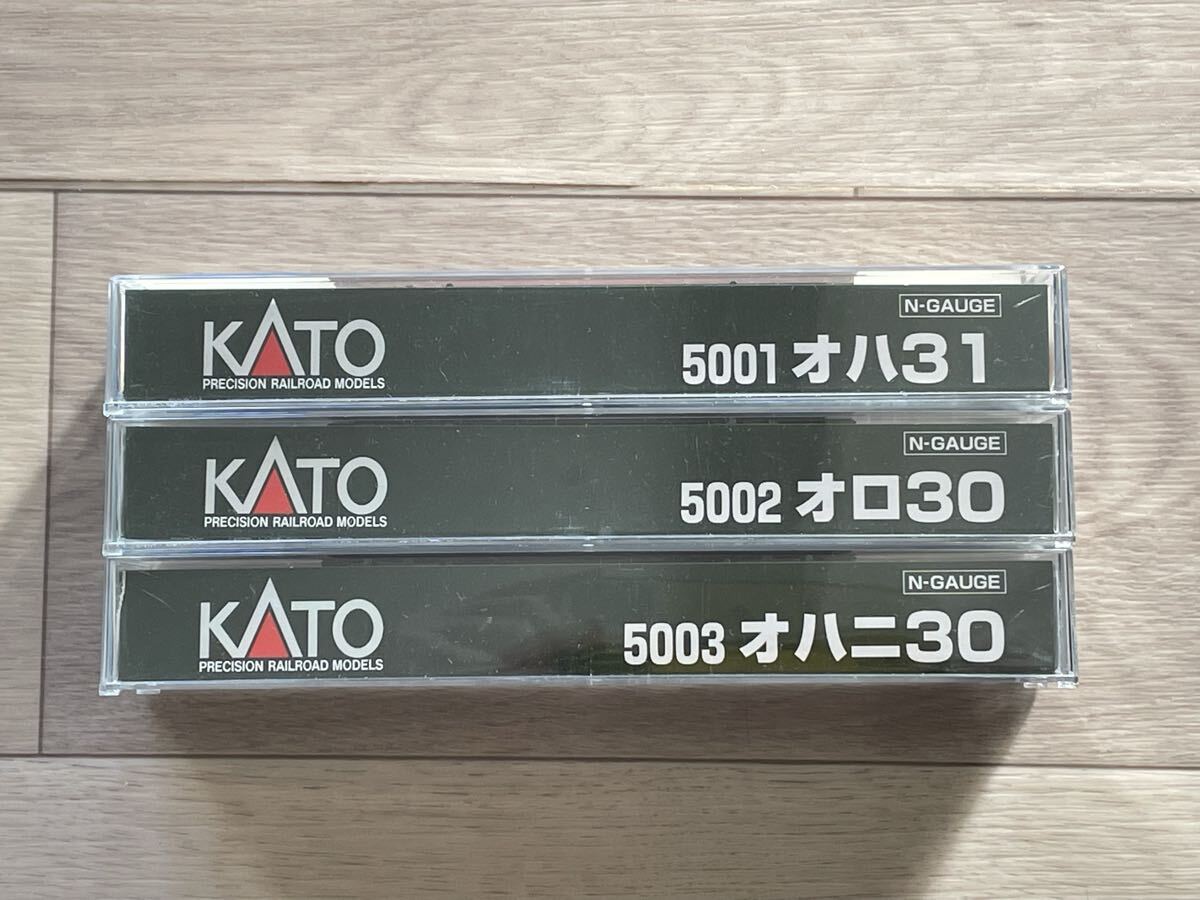 KATO
PRECISION RAILROAD MODELS
N-GAUGE
5001 オハ31
KATO
PRECISION RAILROAD MODELS
N-GAUGE
5002 オロ30
KATO
PRECISION RAILROAD MODELS
N-GAUGE
5003 オハニ30